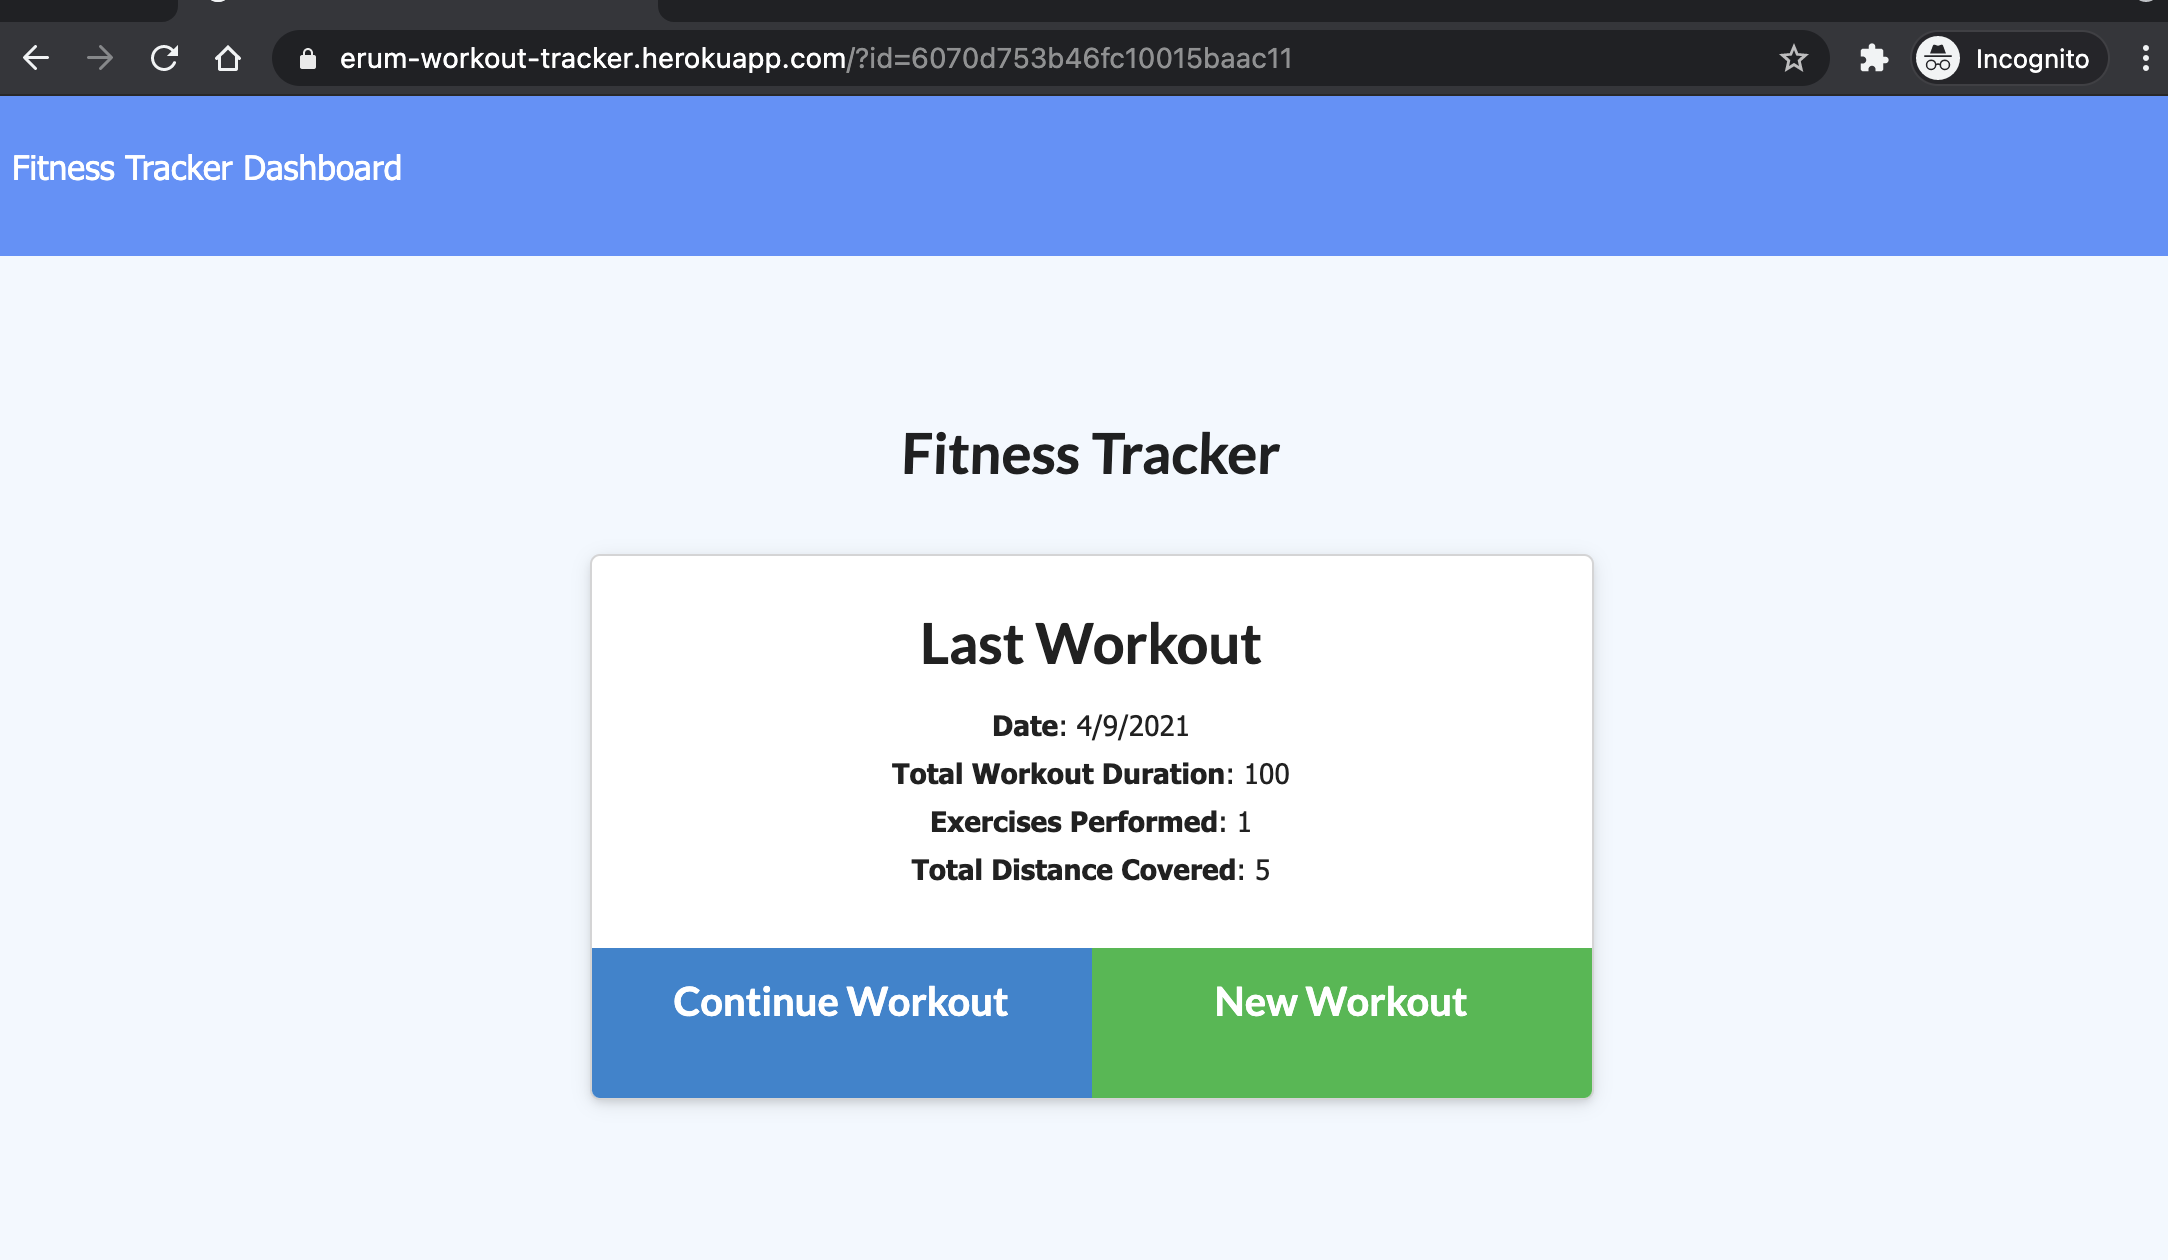 erum-workout-tracker.herokuapp.com/?id=6070d753b46fc10015baac11
Incognito
Fitness Tracker Dashboard
Fitness Tracker
Last Workout
Date: 4/9/2021
Total Workout Duration: 100
Exercises Performed: 1
Total Distance Covered: 5
Continue Workout
New Workout